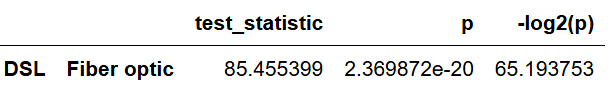 test_statistic p -log2(p)
DSL Fiber optic 85.455399 2.369872e-20 65.193753